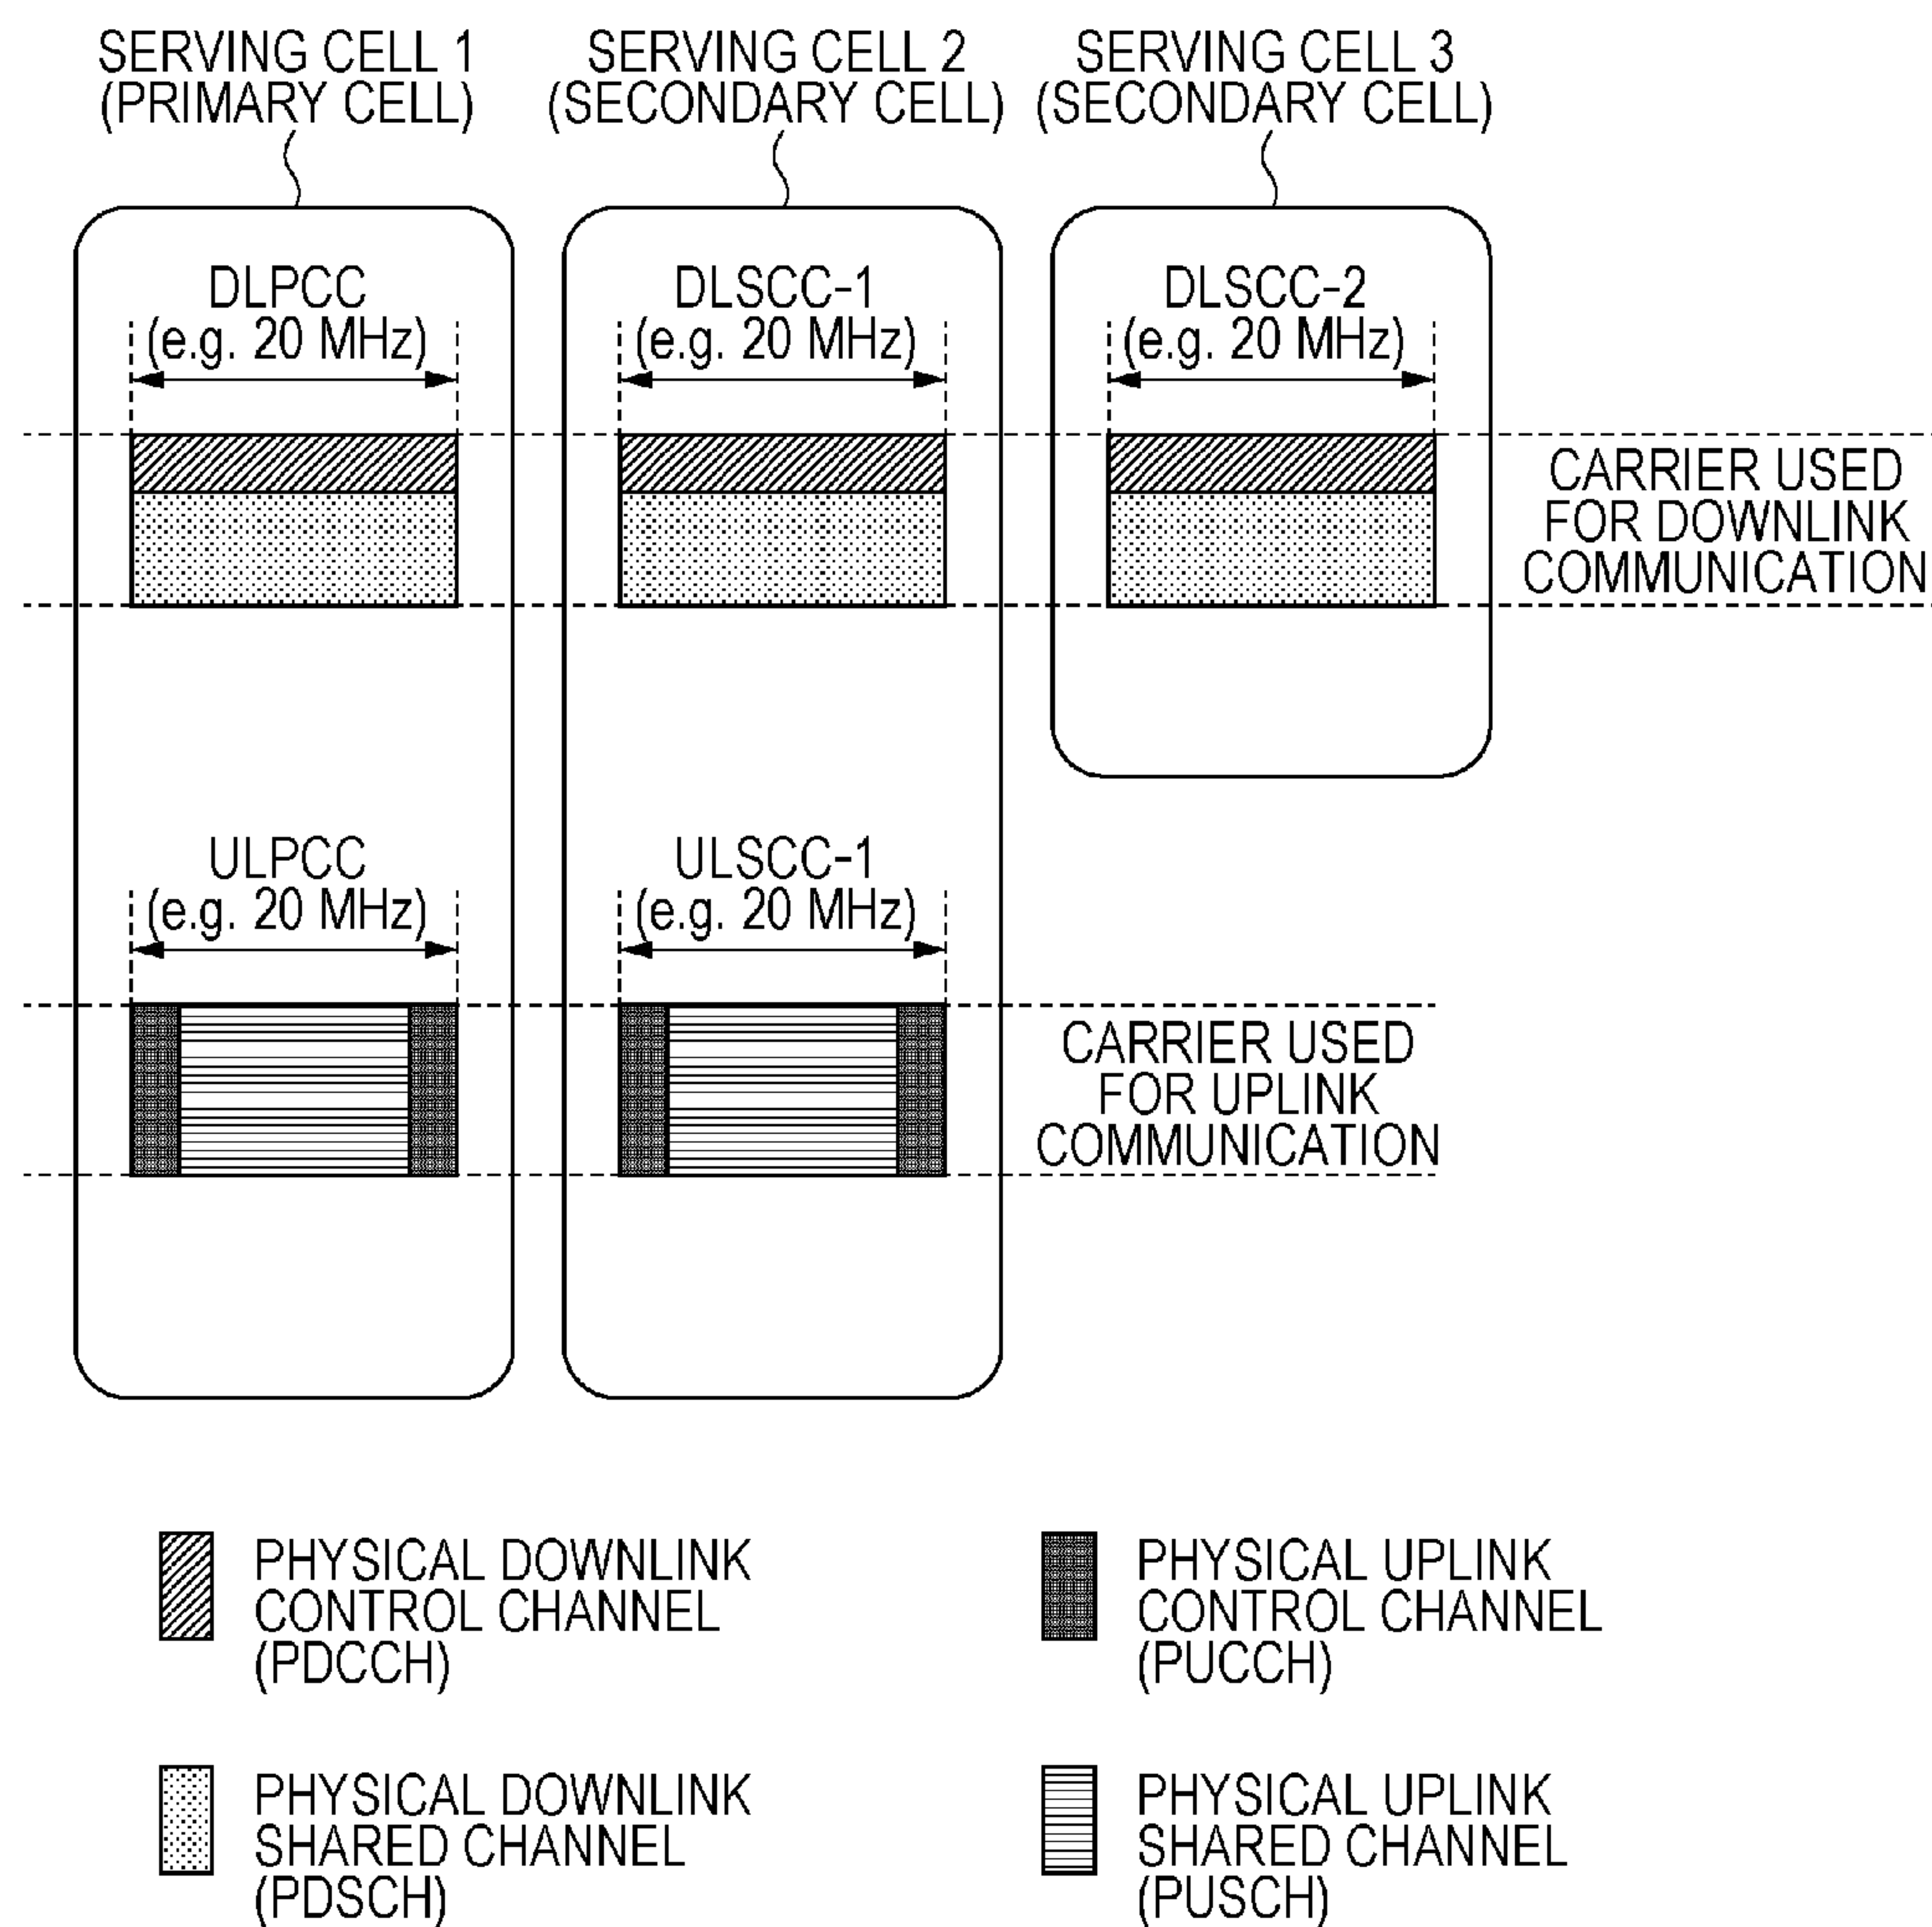 SERVING CELL 1
(PRIMARY CELL)
SERVING CELL 2
(SECONDARY CELL)
SERVING CELL 3
(SECONDARY CELL)
DLPCC
(e.g. 20 MHz)
DLSCC-1
(e.g. 20 MHz)
DLSCC-2
(e.g. 20 MHz)
CARRIER USED
FOR DOWNLINK
COMMUNICATION
ULPCC
(e.g. 20 MHz)
ULSCC-1
(e.g. 20 MHz)
CARRIER USED
FOR UPLINK
COMMUNICATION
PHYSICAL DOWNLINK
CONTROL CHANNEL
(PDCCH)
PHYSICAL UPLINK
CONTROL CHANNEL
(PUCCH)
PHYSICAL DOWNLINK
SHARED CHANNEL
(PDSCH)
PHYSICAL UPLINK
SHARED CHANNEL
(PUSCH)